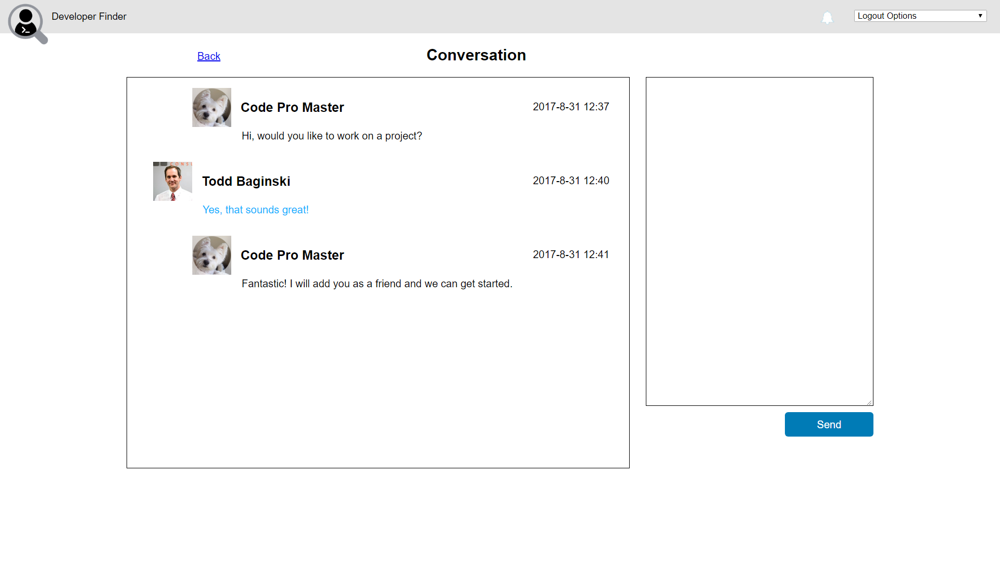 Developer Finder
Logout Options
Back
Conversation
Code Pro Master
2017-8-31 12:37
Hi, would you like to work on a project?
CONSU
Todd Baginski
2017-8-31 12:40
Yes, that sounds great!
Code Pro Master
2017-8-31 12:41
Fantastic! I will add you as a friend and we can get started.
Send